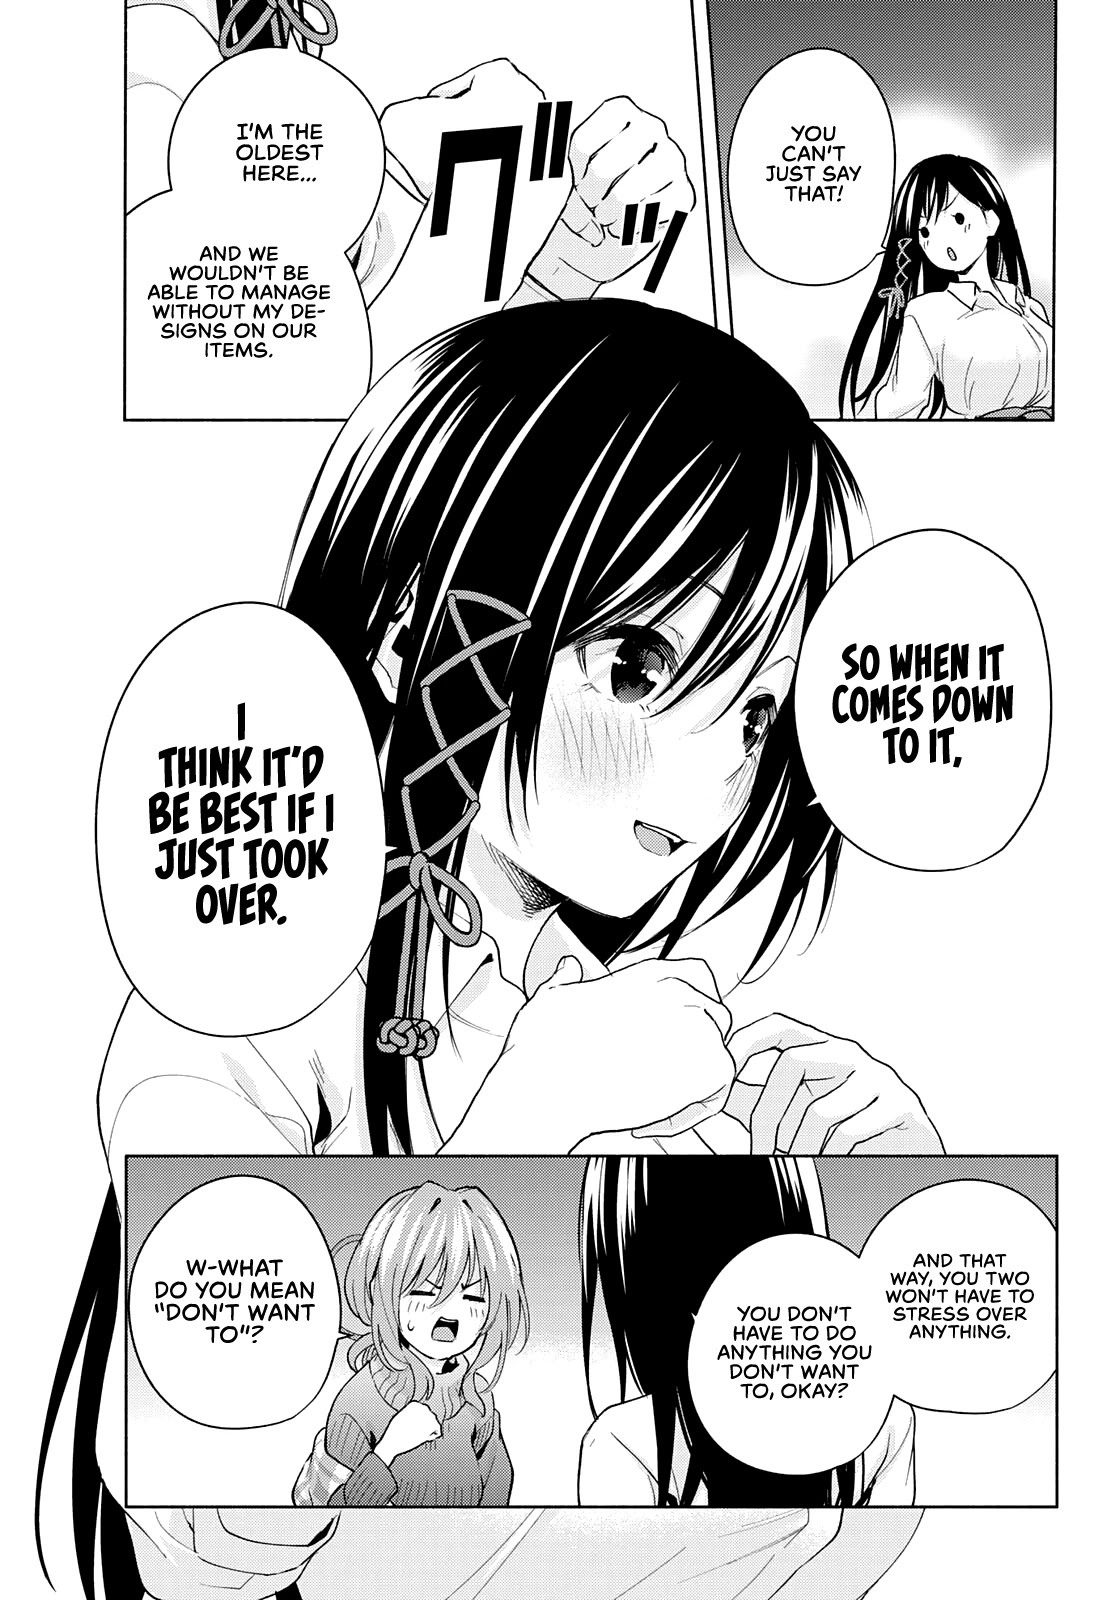 YOU
CAN'T
JUST SAY
THAT!
I'M THE
OLDEST
HERE...
AND WE
WOULDN'T BE
ABLE TO MANAGE
WITHOUT MY DE-
SIGNS ON OUR
ITEMS.
グッ
SO WHEN IT
COMES DOWN
TO IT,
I
THINK IT'D
BE BEST IF I
JUST TOOK
OVER.
AND THAT
WAY, YOU TWO
WON'T HAVE TO
STRESS OVER
ANYTHING.
YOU DON'T
HAVE TO DO
ANYTHING YOU
DON'T WANT
TO, OKAY?
W-WHAT
DO YOU MEAN
"DON'T WANT
TO"?